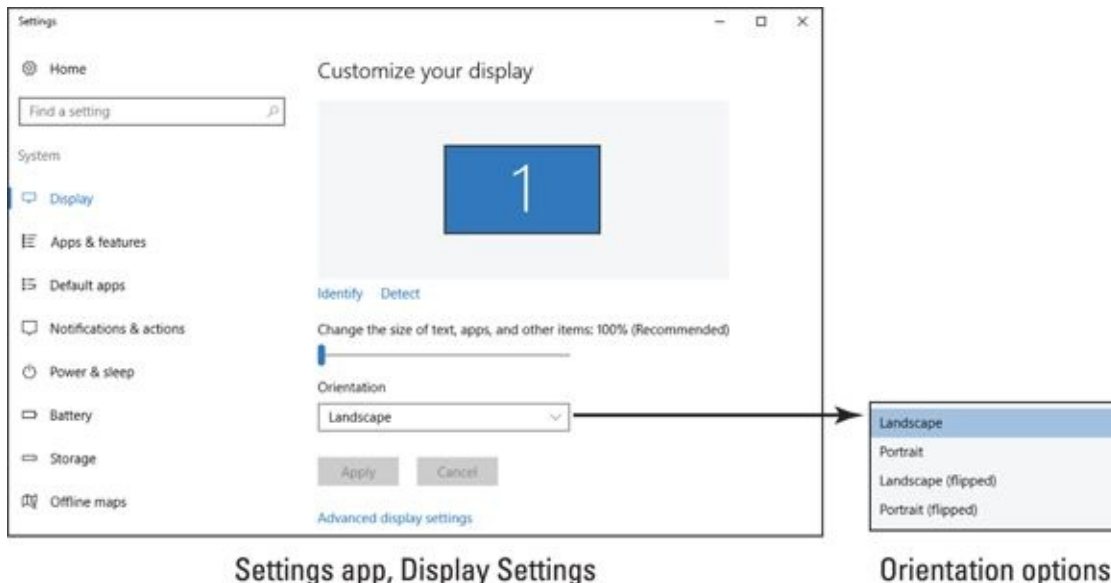 Settings
Home
Find a setting
System
Display
Apps & features
Default apps
Notifications & actions
Power & sleep
Battery
Storage
Offline maps
Customize your display
1
Identify Detect
Change the size of text, apps, and other items: 100% (Recommended)
Orientation
Landscape
Apply Cancel
Advanced display settings
Landscape
Portrait
Landscape (flipped)
Portrait (flipped)
Settings app, Display Settings
Orientation options